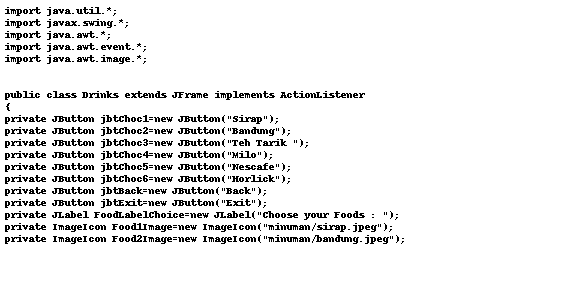 import java.util.*;
import javax.swing.*;
import java.awt.*;
import java.awt.event.*;
import java.awt.image.*;
public class Drinks extends JFrame implements ActionListener
{
private JButton jbtChoc1=new JButton("Sirap");
private JButton jbtChoc2=new JButton("Bandung");
private JButton jbtChoc3=new JButton("Teh Tarik ");
private JButton jbtChoc4=new JButton("Milo");
private JButton jbtChoc5=new JButton("Nescafe");
private JButton jbtChoc6=new JButton("Horlick");
private JButton jbtBack=new JButton("Back");
private JButton jbtExit=new JButton("Exit");
private JLabel FoodLabelChoice=new JLabel("Choose your Foods : ");
private ImageIcon Food1Image=new ImageIcon("minuman/sirap.jpeg");
private ImageIcon Food2Image=new ImageIcon("minuman/bandung.jpeg");